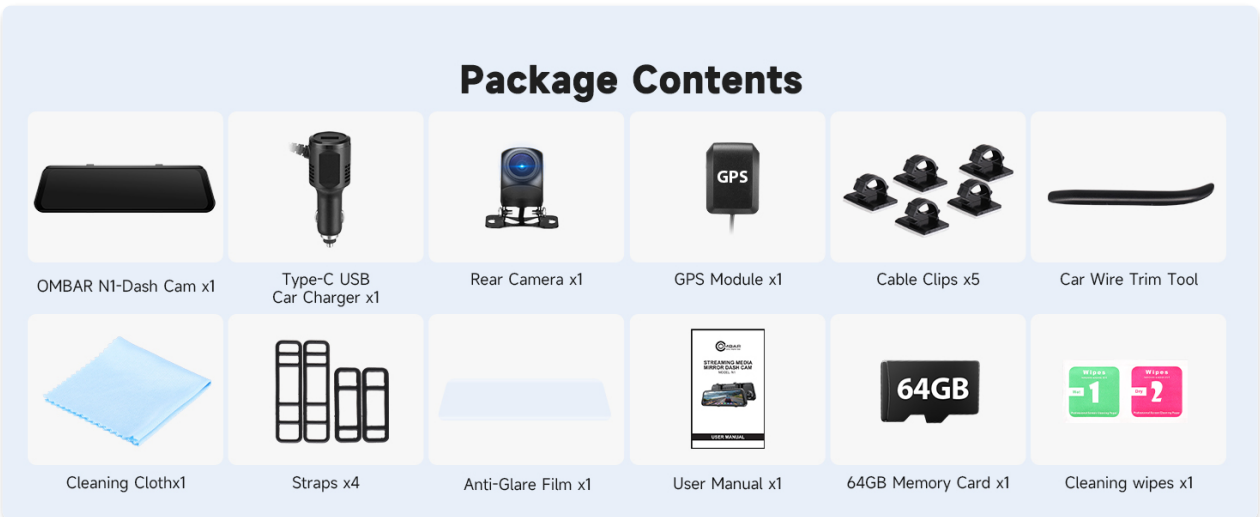 Package Contents
GPS
OMBAR N1-Dash Cam x1
Type-C USB
Car Charger x1
Rear Camera x1
GPS Module x1
Cable Clips x5
Car Wire Trim Tool
STREAMING MEDIA
MIRROR DASH CAM
USER MANUAL
64GB
Wipes
1
Wipes
2
Cleaning Clothx1
Straps x4
Anti-Glare Film x1
User Manual x1
64GB Memory Card x1
Cleaning wipes x1